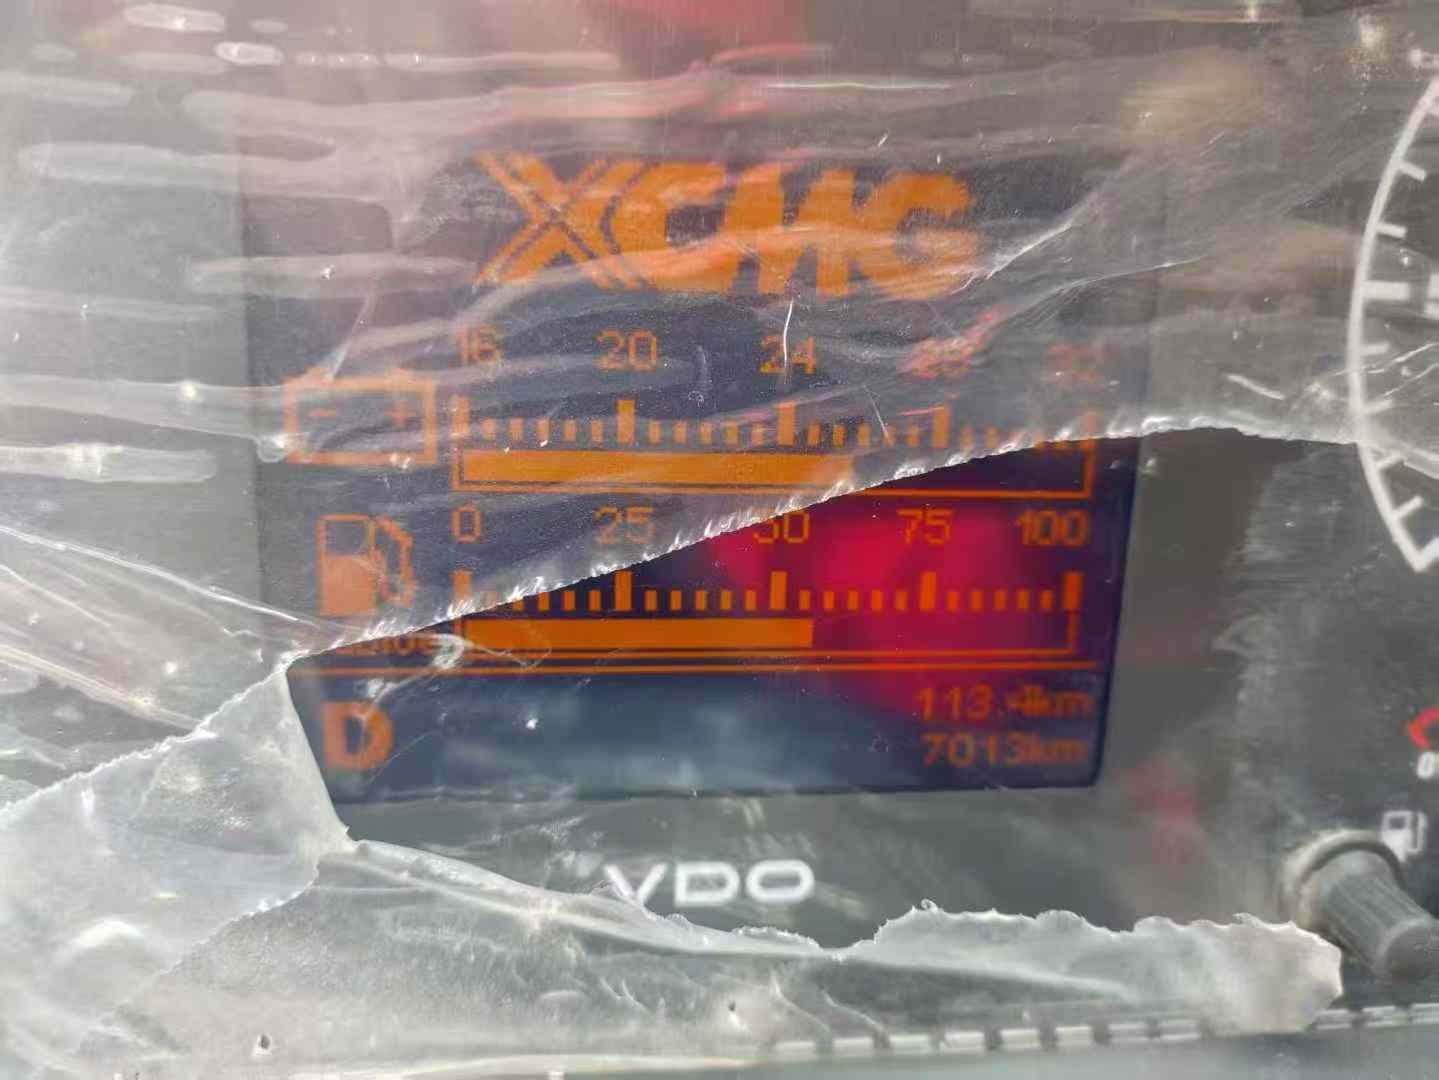 XCMG
16 20 24 28 32
- +
0 25 50 75 100
D
113.4km
7013km
VDO